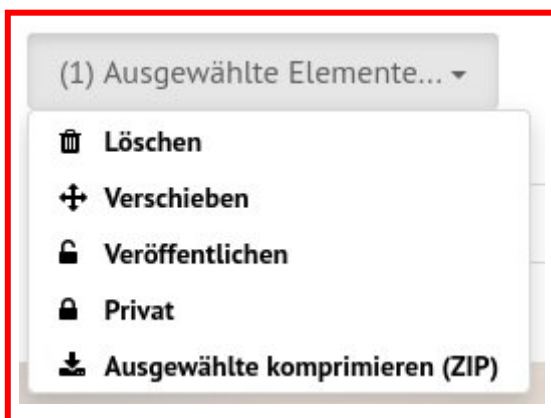 (1) Ausgewählte Elemente...
Löschen
Verschieben
Veröffentlichen
Privat
Ausgewählte komprimieren (ZIP)